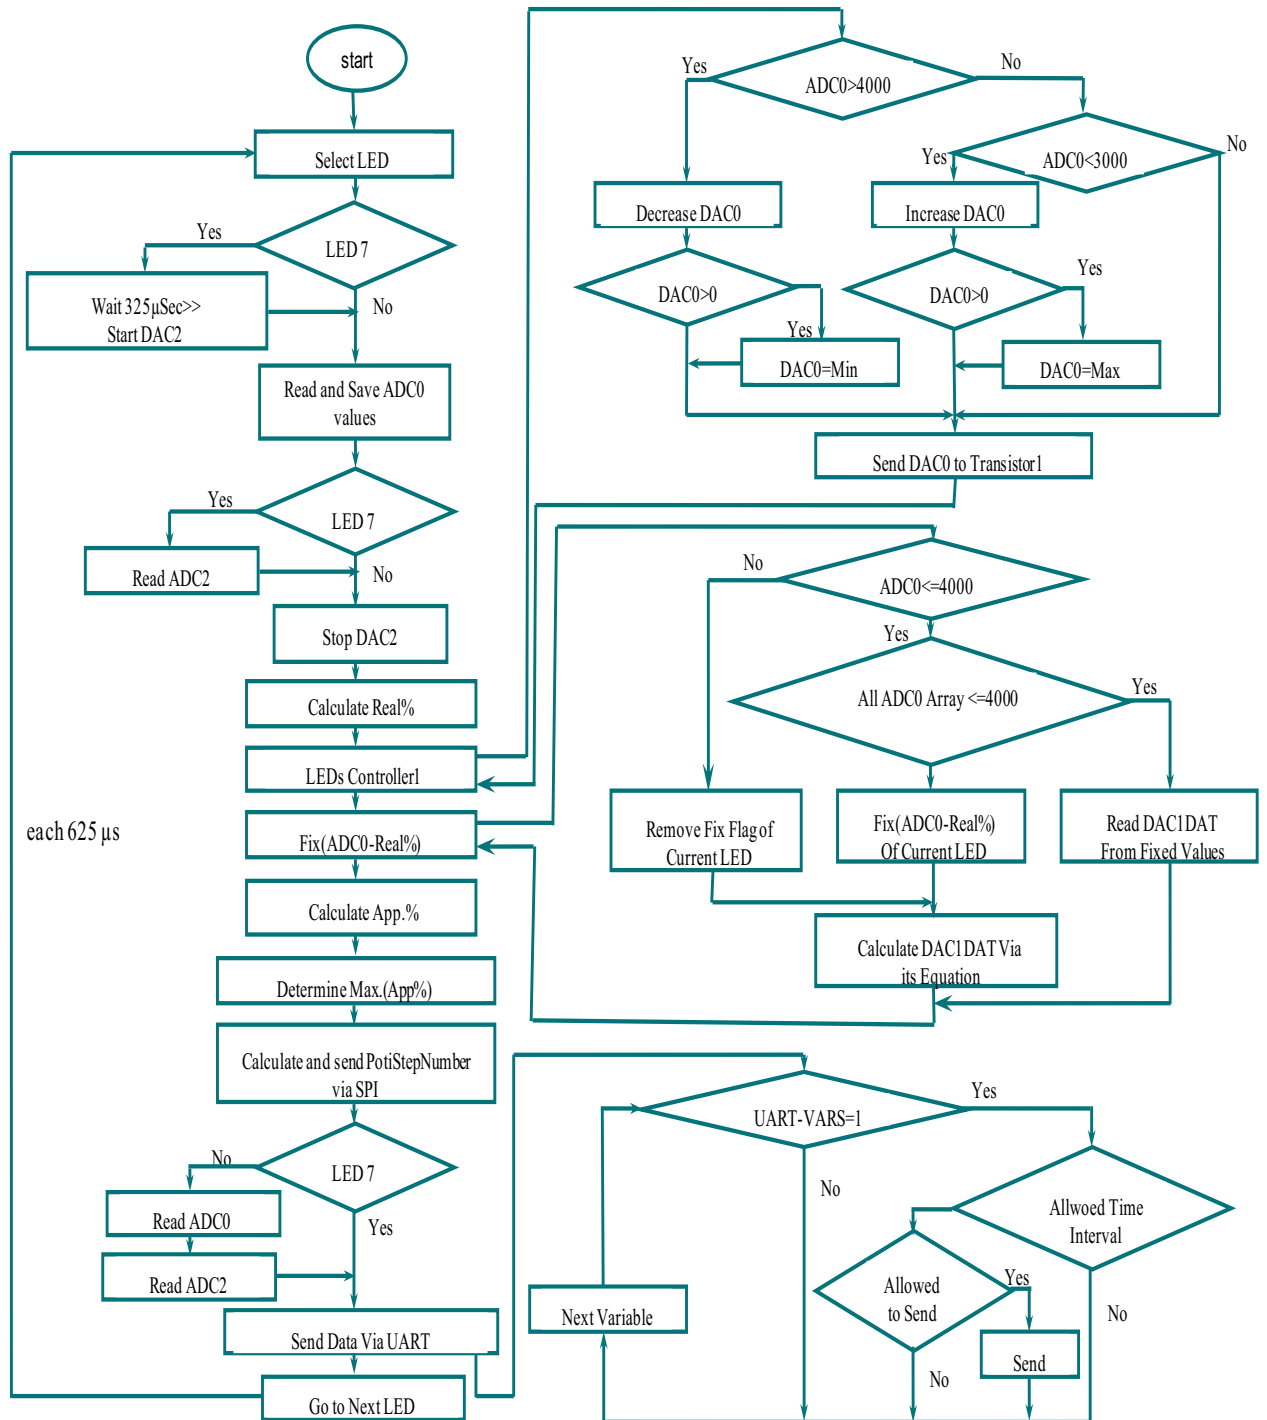 start
Select LED
Yes
LED 7
Wait 325µSec>>
Start DAC2
No
Read and Save ADC0
values
Yes
LED 7
Read ADC2
No
Stop DAC2
Calculate Real%
LEDs Controller1
Fix(ADC0-Real%)
each 625 µs
Calculate App.%
Determine Max.(App%)
Calculate and send PotiStepNumber
via SPI
No
LED 7
Read ADC0
Yes
Read ADC2
Send Data Via UART
Go to Next LED
Yes
ADC0>4000
No
Yes
ADC0<3000
No
Decrease DAC0
Increase DAC0
DAC0>0
Yes
DAC0=Min
DAC0>0
Yes
DAC0=Max
Send DAC0 to Transistor1
No
ADC0<=4000
Yes
All ADC0 Array <=4000
Yes
Remove Fix Flag of
Current LED
Fix(ADC0-Real%)
Of Current LED
Read DAC1DAT
From Fixed Values
Calculate DAC1DAT Via
its Equation
UART-VARS=1
Yes
No
Allwoed Time
Interval
Allowed
to Send
Yes
No
Next Variable
Send
No